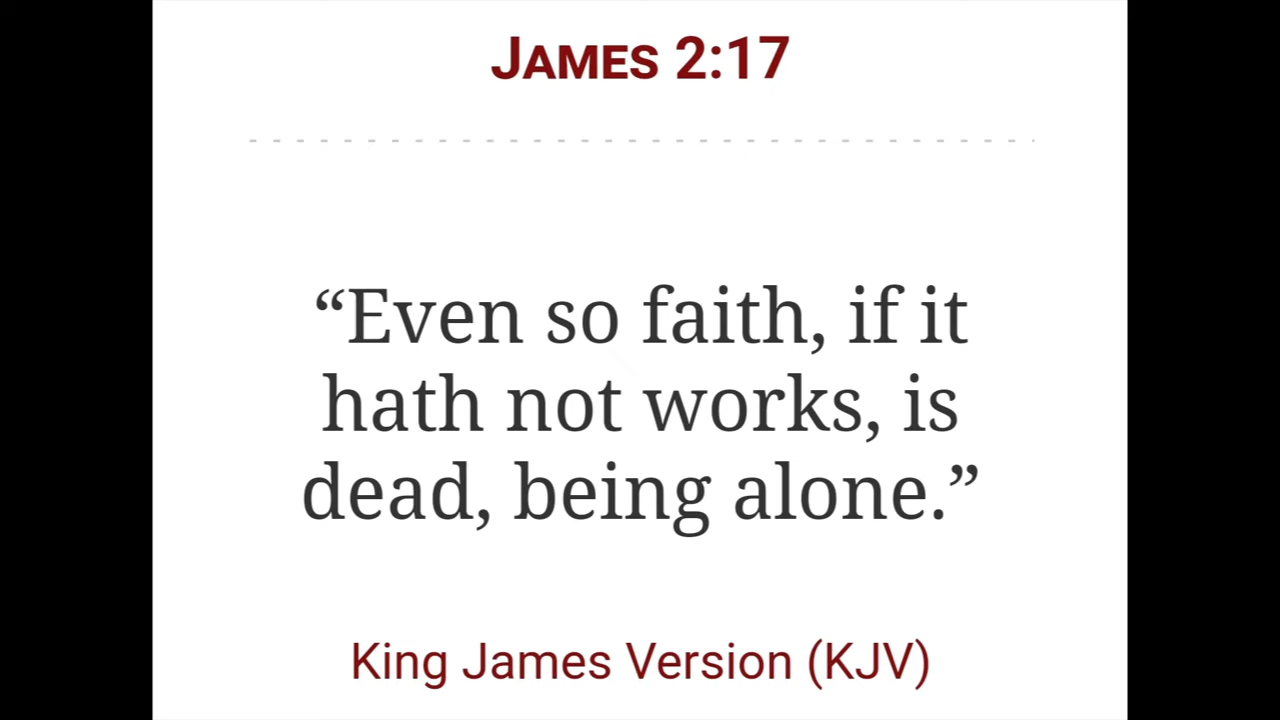 JAMES 2:17
“Even so faith, if it
hath not works, is
dead, being alone.”
King James Version (KJV)